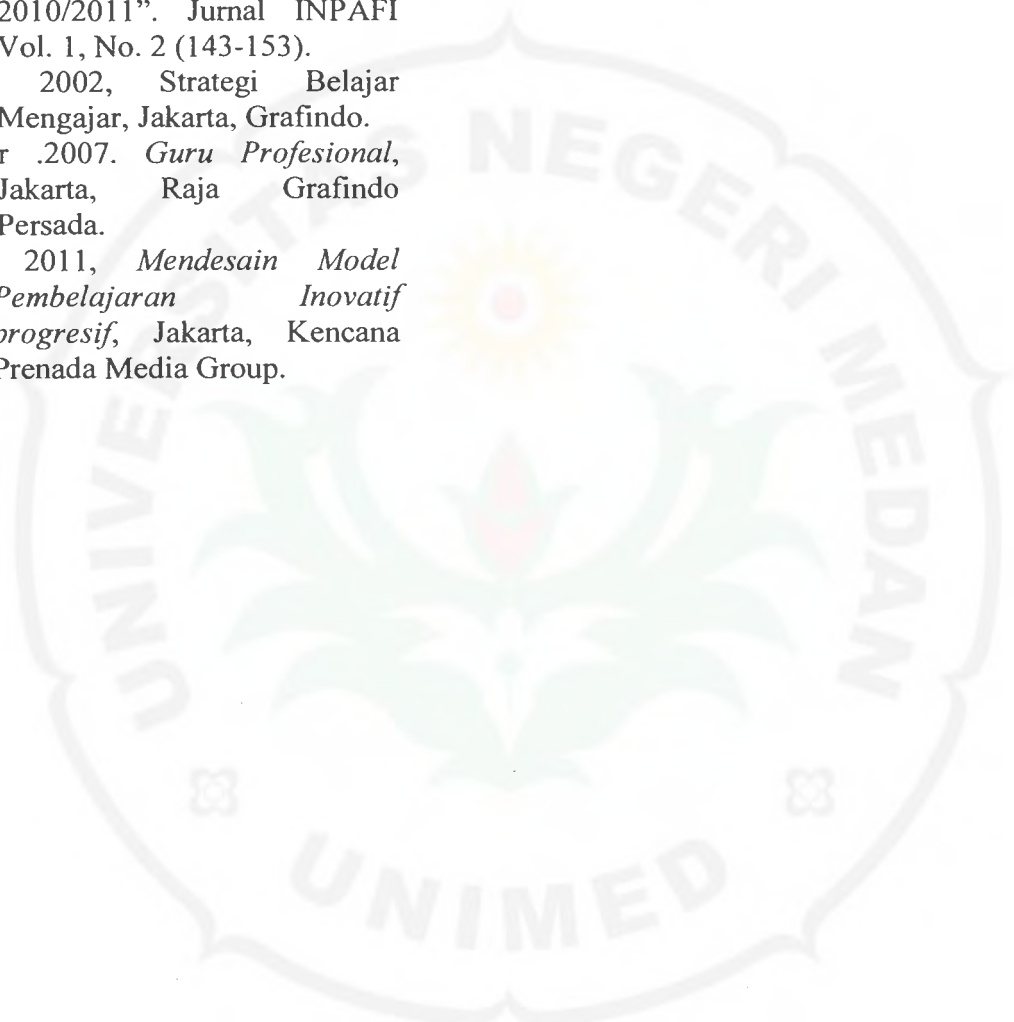 2010/2011”. Jurnal INPAFI
Vol. 1, No. 2 (143-153).
2002, Strategi Belajar
Mengajar, Jakarta, Grafindo.
r .2007. Guru Profesional,
Jakarta, Raja Grafindo
Persada.
2011, Mendesain Model
Pembelajaran Inovatif
progresif, Jakarta, Kencana
Prenada Media Group.
UNIVERSITAS NEGERI MEDAN
UNIMED